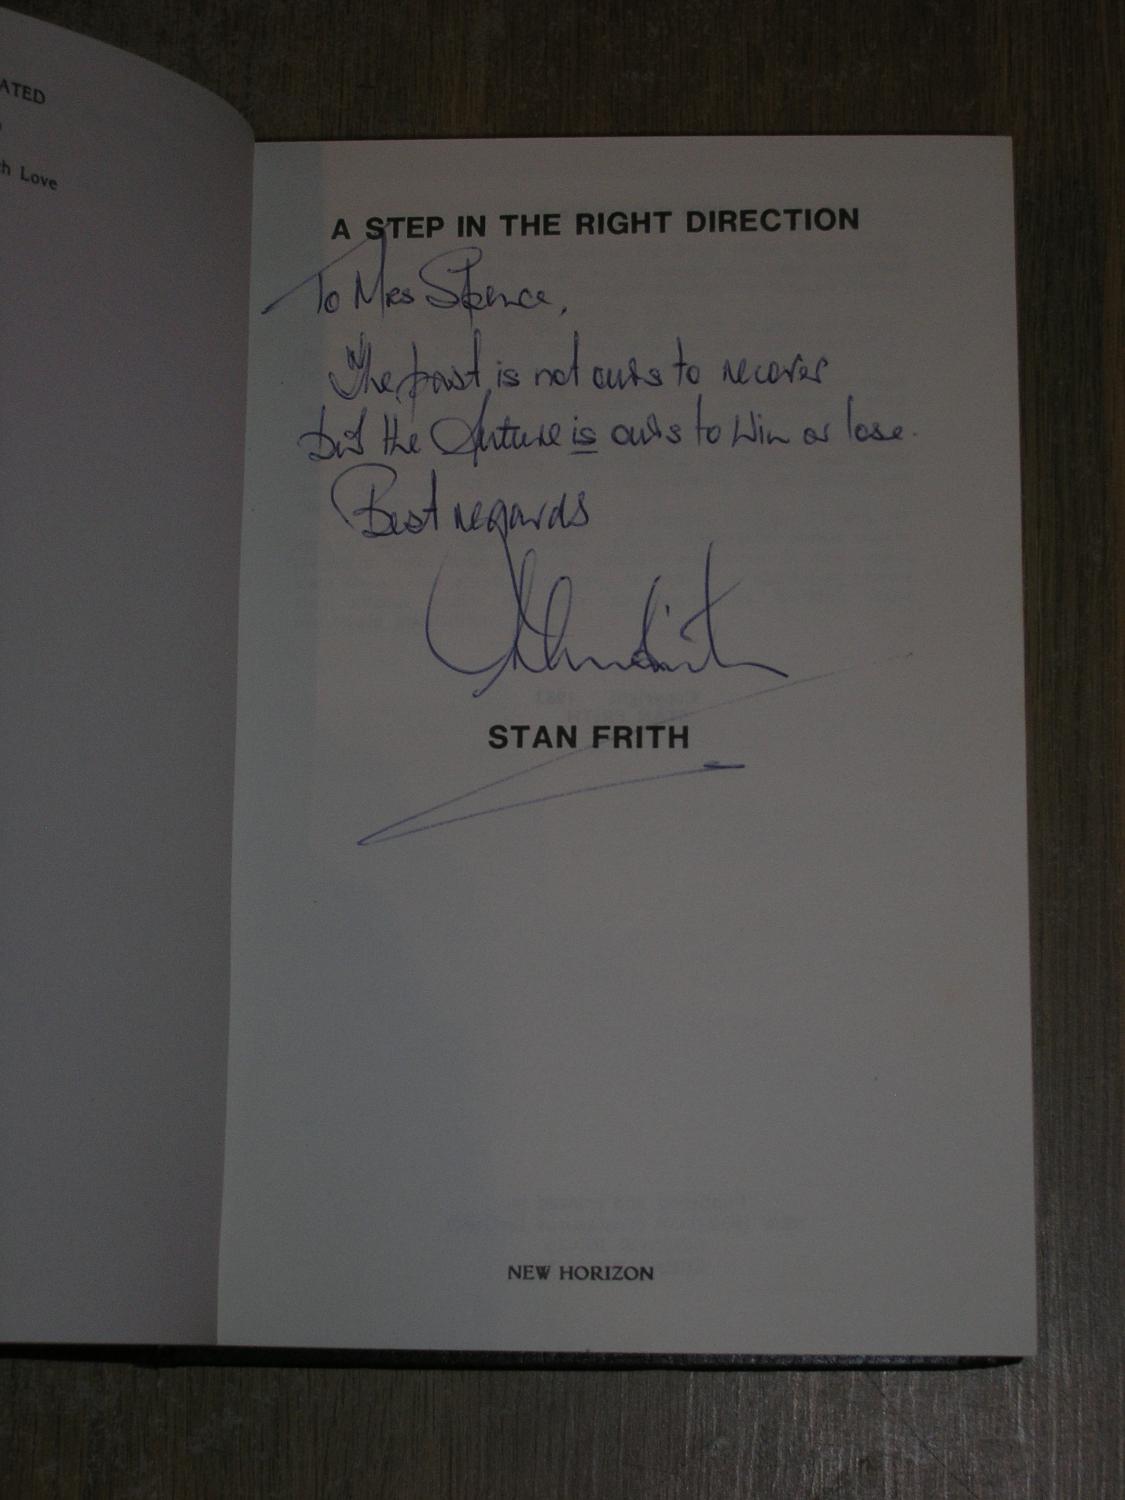 ATED
h Love
A STEP IN THE RIGHT DIRECTION
To Mrs Spence,
The past is not ours to recover
but the future is ours to win or lose.
Best regards
STAN FRITH
NEW HORIZON